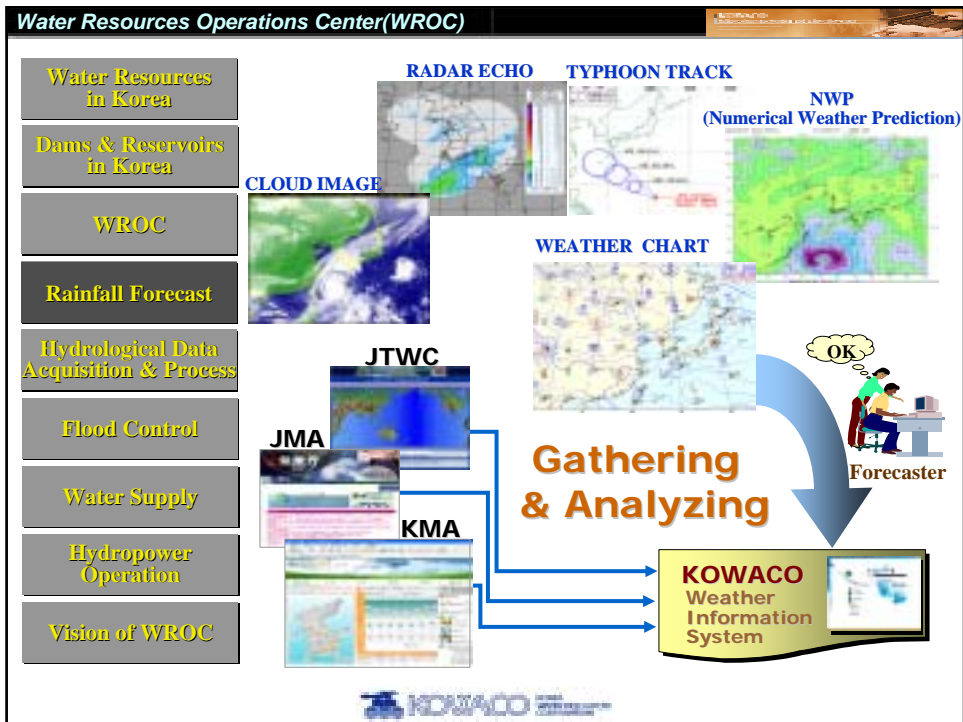 Water Resources Operations Center(WROC)
Water Resources
in Korea
Dams & Reservoirs
in Korea
WROC
Rainfall Forecast
Hydrological Data
Acquisition & Process
Flood Control
Water Supply
Hydropower
Operation
Vision of WROC
RADAR ECHO
TYPHOON TRACK
NWP
(Numerical Weather Prediction)
CLOUD IMAGE
WEATHER CHART
JTWC
JMA
KMA
OK
Forecaster
Gathering
& Analyzing
KOWACO
Weather
Information
System
KOWACO